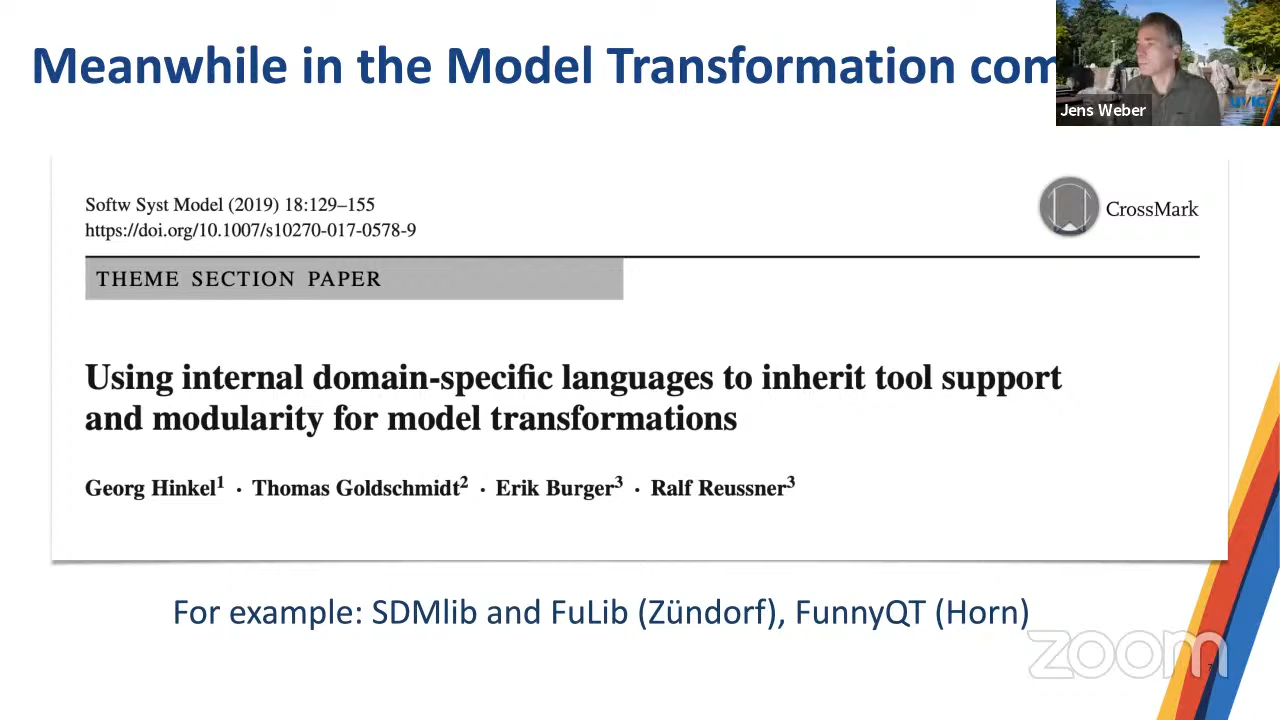 Meanwhile in the Model Transformation com
Jens Weber
UVIC
Softw Syst Model (2019) 18:129–155
https://doi.org/10.1007/s10270-017-0578-9
CrossMark
THEME SECTION PAPER
Using internal domain-specific languages to inherit tool support
and modularity for model transformations
Georg Hinkel1 · Thomas Goldschmidt2 · Erik Burger3 · Ralf Reussner3
For example: SDMlib and FuLib (Zündorf), FunnyQT (Horn)
zoom
7